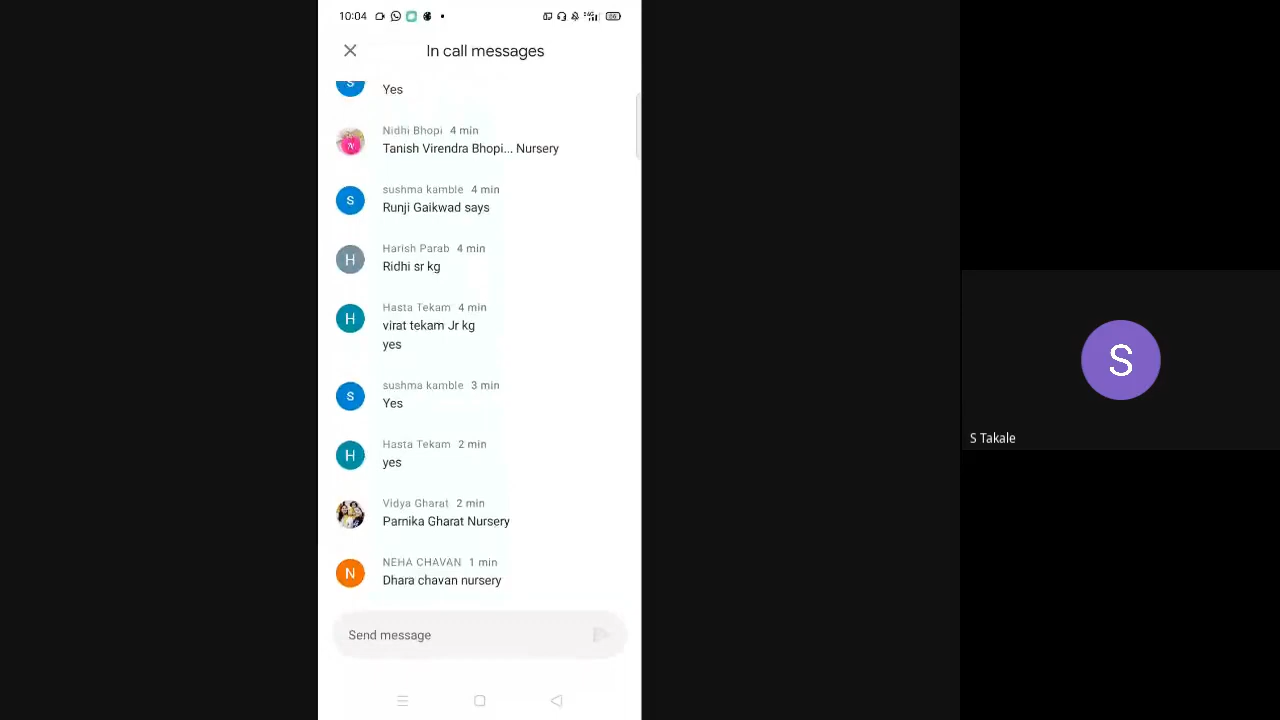 10:04
In call messages
S
Yes
Nidhi Bhopi 4 min
Tanish Virendra Bhopi... Nursery
sushma kamble 4 min
S
Runji Gaikwad says
Harish Parab 4 min
H
Ridhi sr kg
Hasta Tekam 4 min
H
virat tekam Jr kg
yes
sushma kamble 3 min
S
Yes
Hasta Tekam 2 min
H
yes
Vidya Gharat 2 min
Parnika Gharat Nursery
NEHA CHAVAN 1 min
N
Dhara chavan nursery
Send message
S
S Takale